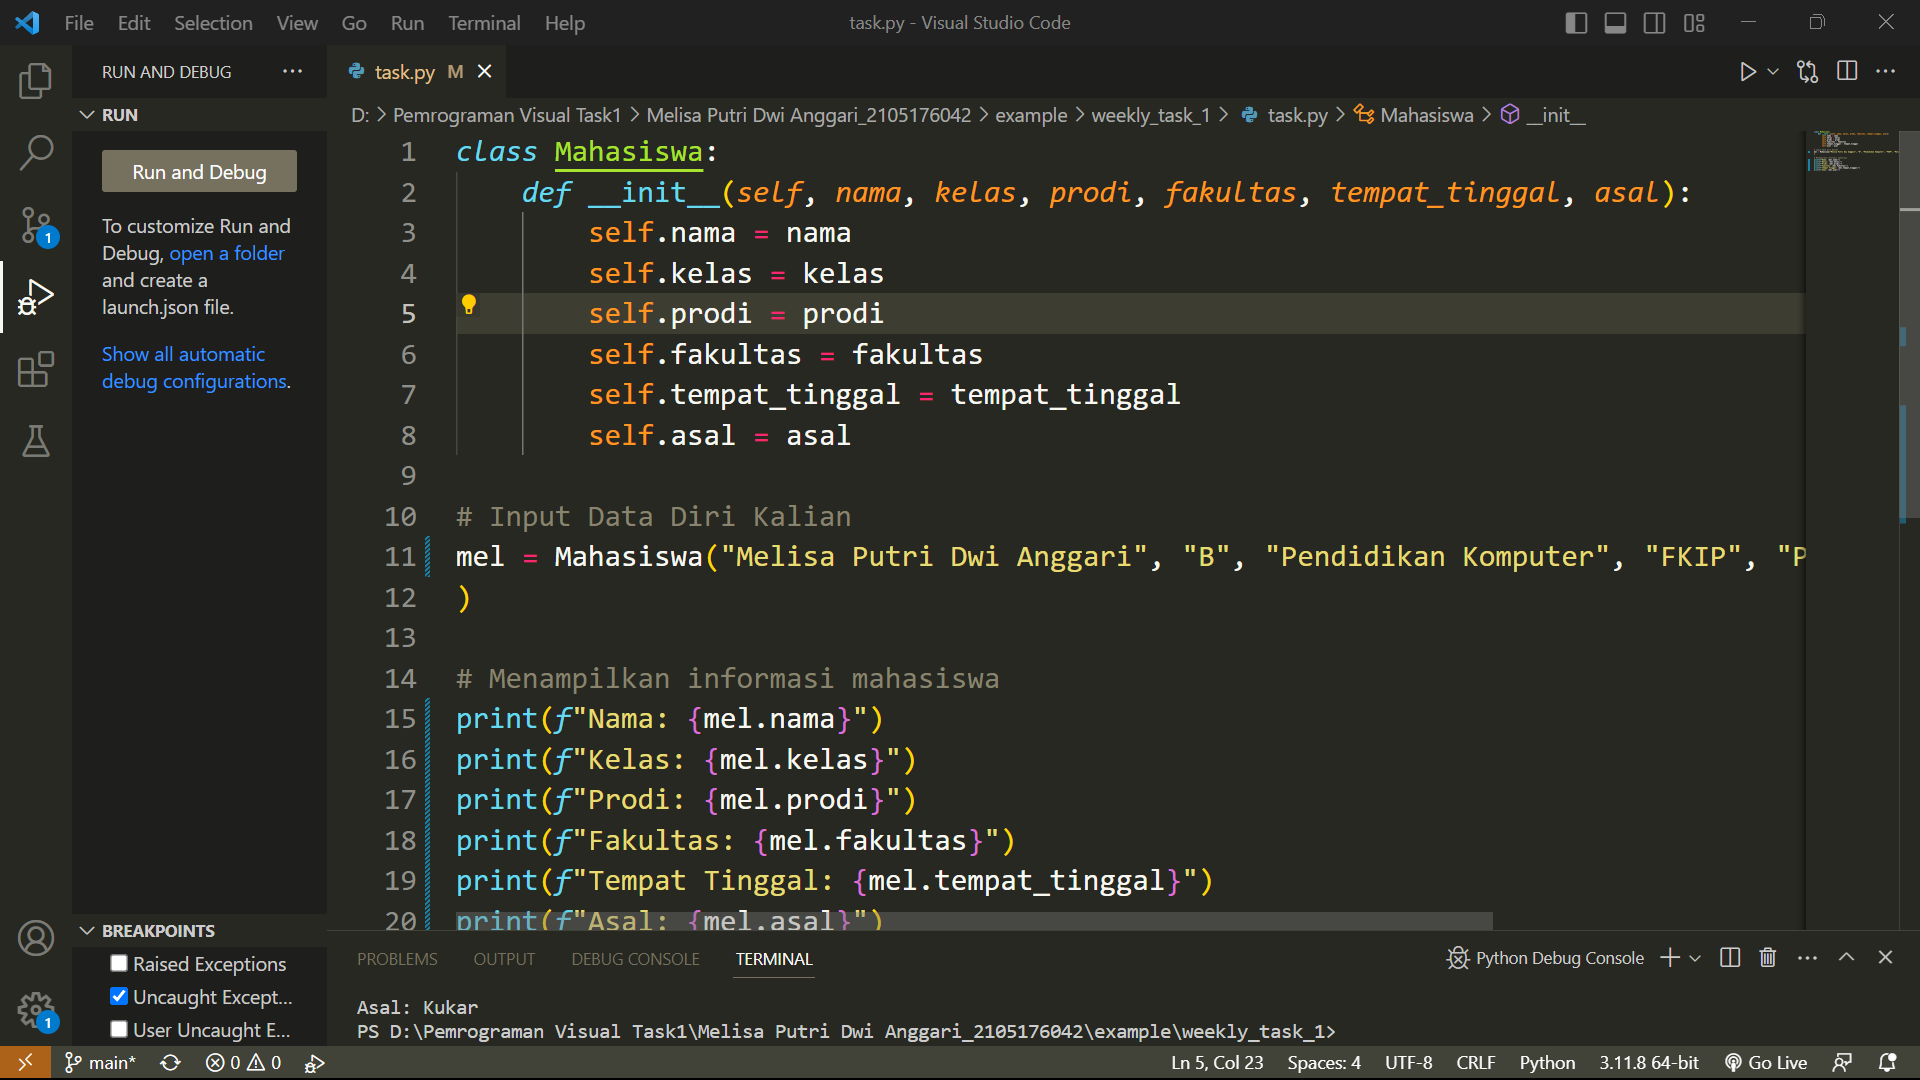 File Edit Selection View Go Run Terminal Help
task.py - Visual Studio Code
RUN AND DEBUG
task.py M
RUN
D: > Pemrograman Visual Task1 > Melisa Putri Dwi Anggari_2105176042 > example > weekly_task_1 > task.py > Mahasiswa > __init__
Run and Debug
To customize Run and
Debug, open a folder
and create a
launch.json file.
Show all automatic
debug configurations.
1 class Mahasiswa:
2 def __init__(self, nama, kelas, prodi, fakultas, tempat_tinggal, asal):
3 self.nama = nama
4 self.kelas = kelas
5 self.prodi = prodi
6 self.fakultas = fakultas
7 self.tempat_tinggal = tempat_tinggal
8 self.asal = asal
9
10 # Input Data Diri Kalian
11 mel = Mahasiswa("Melisa Putri Dwi Anggari", "B", "Pendidikan Komputer", "FKIP", "P
12 )
13
14 # Menampilkan informasi mahasiswa
15 print(f"Nama: {mel.nama}")
16 print(f"Kelas: {mel.kelas}")
17 print(f"Prodi: {mel.prodi}")
18 print(f"Fakultas: {mel.fakultas}")
19 print(f"Tempat Tinggal: {mel.tempat_tinggal}")
20 print(f"Asal: {mel.asal}")
1
1
BREAKPOINTS
Raised Exceptions
Uncaught Except...
User Uncaught E...
PROBLEMS OUTPUT DEBUG CONSOLE TERMINAL
Python Debug Console
Asal: Kukar
PS D:\Pemrograman Visual Task1\Melisa Putri Dwi Anggari_2105176042\example\weekly_task_1>
main* 0 0
Ln 5, Col 23 Spaces: 4 UTF-8 CRLF Python 3.11.8 64-bit Go Live